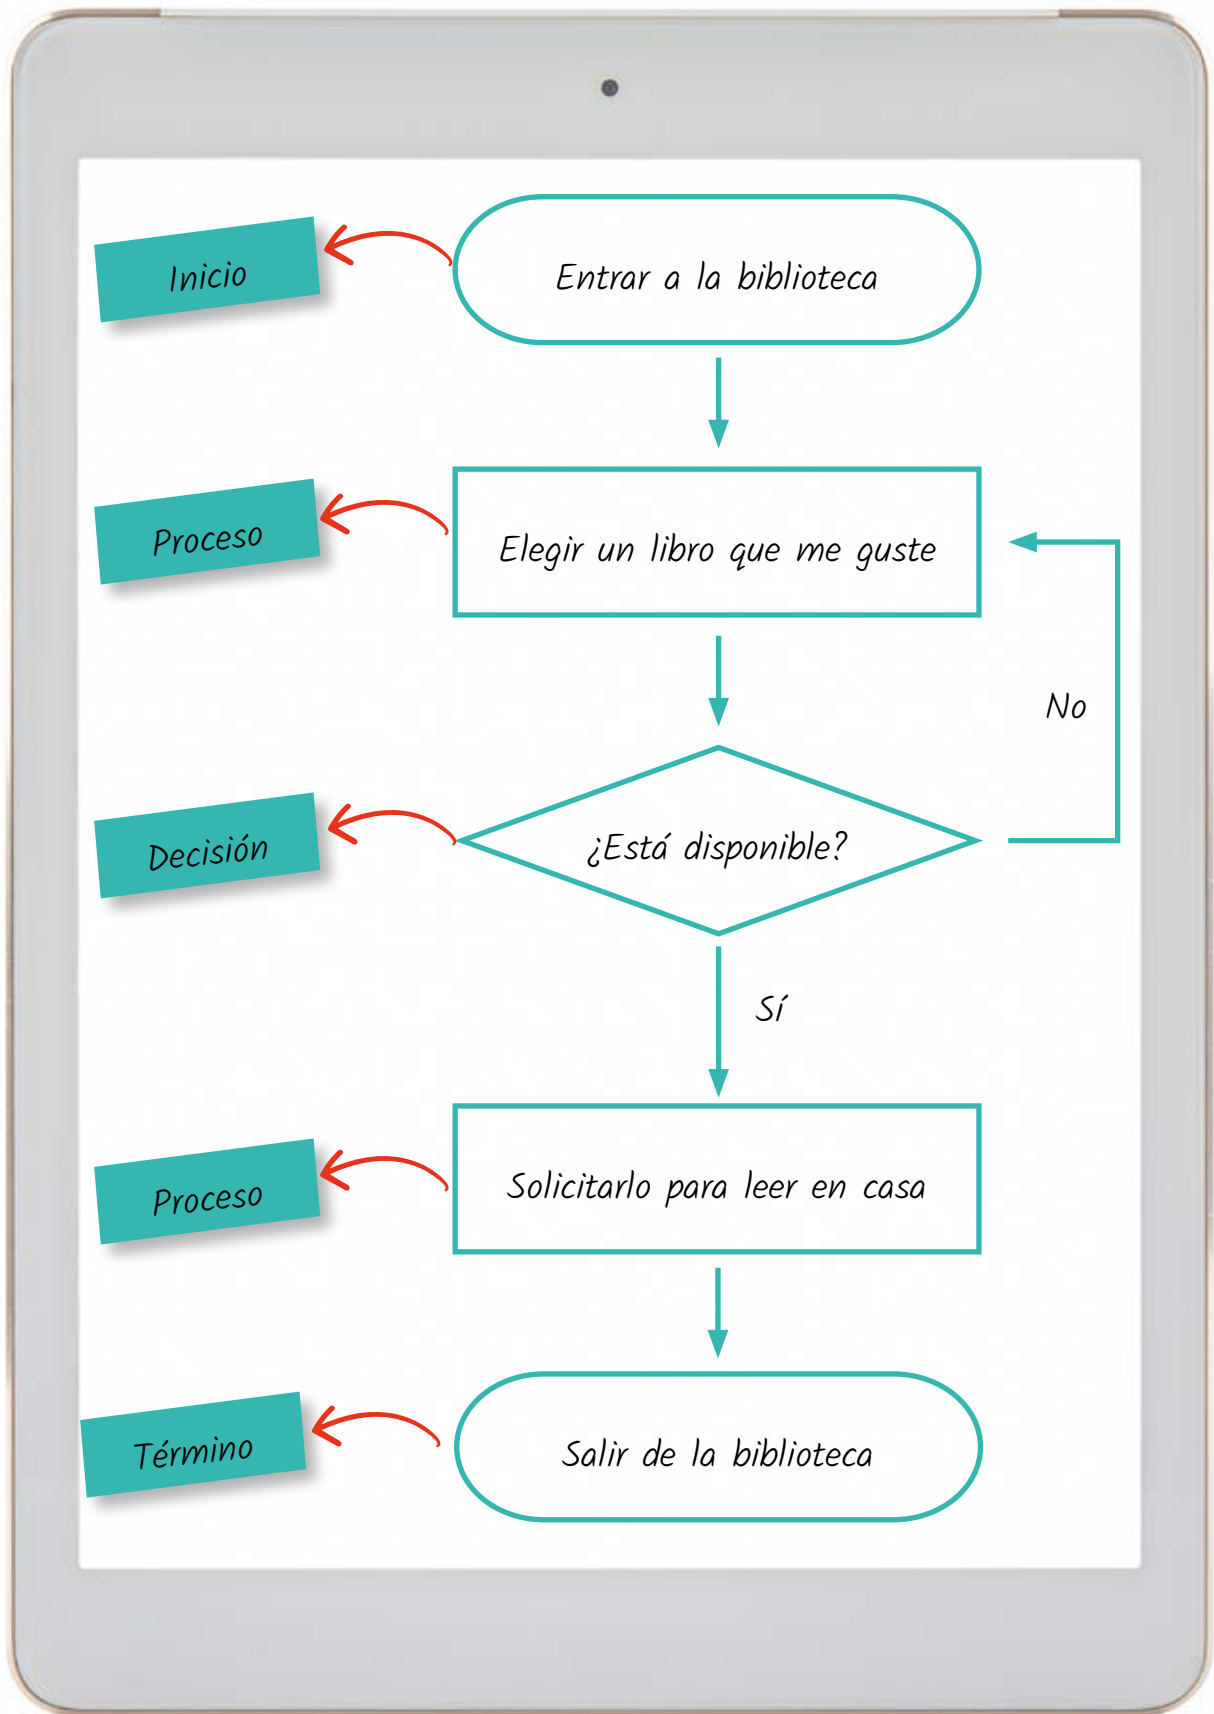 Inicio
Entrar a la biblioteca
Proceso
Elegir un libro que me guste
No
Decisión
¿Está disponible?
Sí
Proceso
Solicitarlo para leer en casa
Término
Salir de la biblioteca